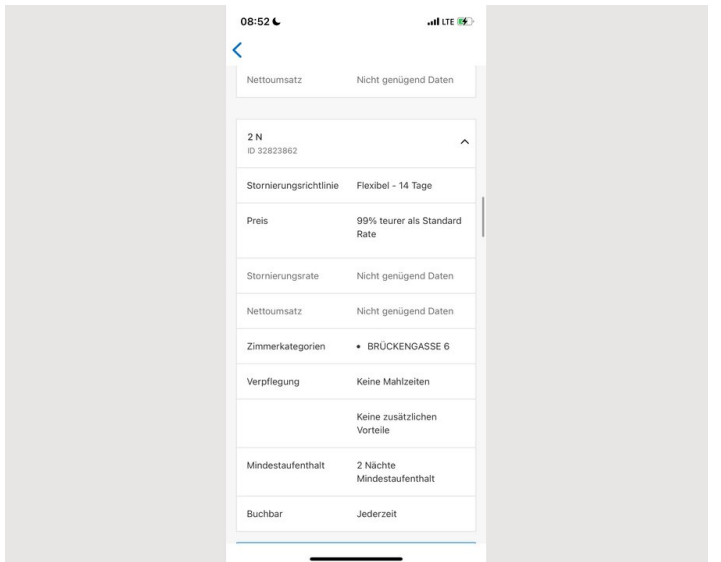 08:52
LTE
Nettoumsatz Nicht genügend Daten
2 N
ID 32823862
Stornierungsrichtlinie Flexibel - 14 Tage
Preis 99% teurer als Standard
Rate
Stornierungsrate Nicht genügend Daten
Nettoumsatz Nicht genügend Daten
Zimmerkategorien • BRÜCKENGASSE 6
Verpflegung Keine Mahlzeiten
Keine zusätzlichen
Vorteile
Mindestaufenthalt 2 Nächte
Mindestaufenthalt
Buchbar Jederzeit